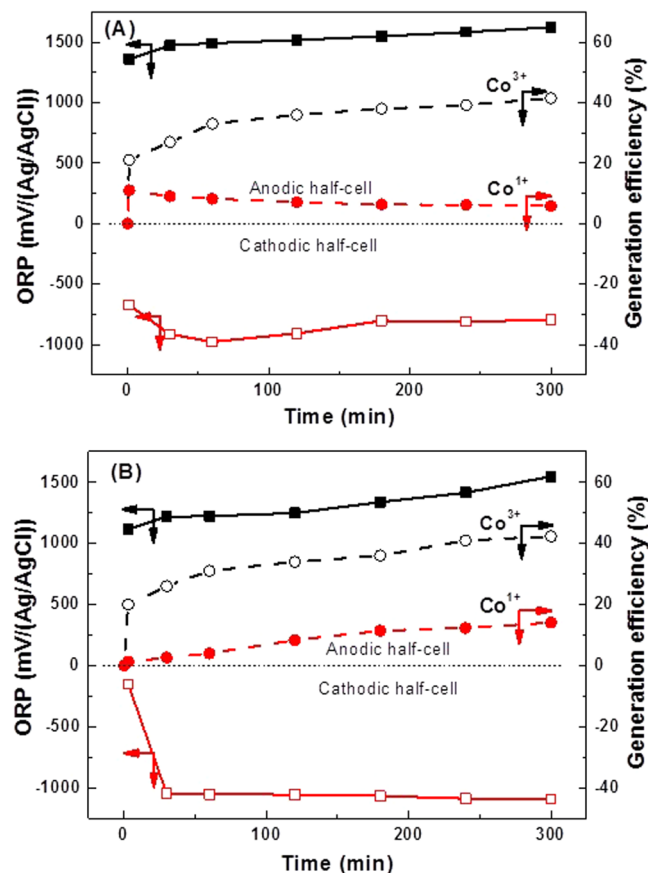 (A)
1500
1000
500
0
-500
-1000
60
40
20
0
-20
-40
Co3+
Co1+
Anodic half-cell
Cathodic half-cell
0
100
200
300
Time (min)
ORP (mV/(Ag/AgCl))
Generation efficiency (%)
(B)
1500
1000
500
0
-500
-1000
60
40
20
0
-20
-40
Co3+
Co1+
Anodic half-cell
Cathodic half-cell
0
100
200
300
Time (min)
ORP (mV/(Ag/AgCl))
Generation efficiency (%)